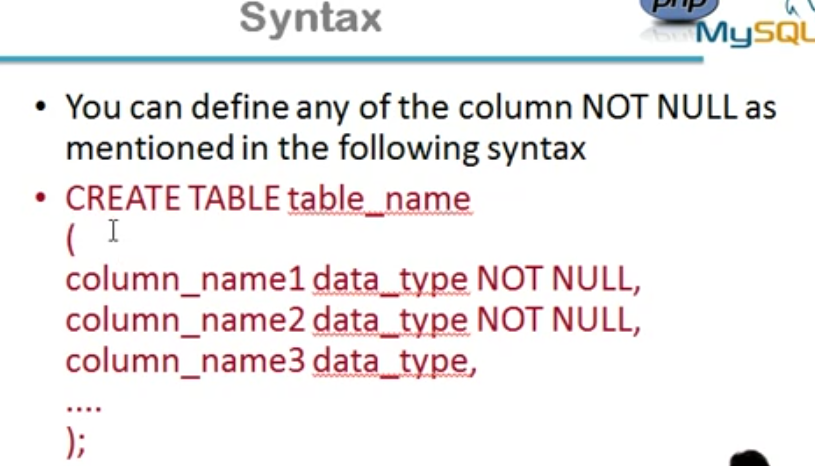 Syntax
php
MySQL
• You can define any of the column NOT NULL as
mentioned in the following syntax
• CREATE TABLE table_name
(
column_name1 data_type NOT NULL,
column_name2 data_type NOT NULL,
column_name3 data_type,
....
);